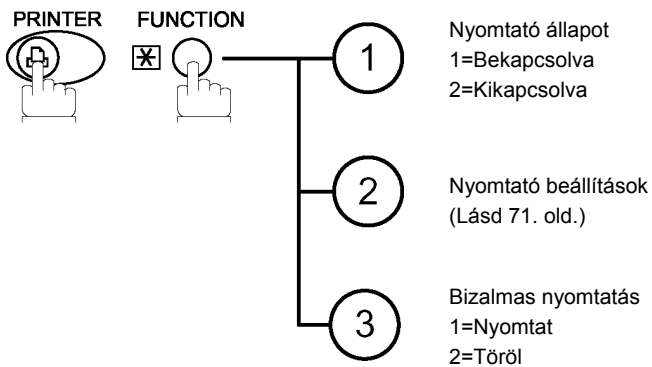 PRINTER FUNCTION
1
Nyomtató állapot
1=Bekapcsolva
2=Kikapcsolva
2
Nyomtató beállítások
(Lásd 71. old.)
3
Bizalmas nyomtatás
1=Nyomtat
2=Töröl